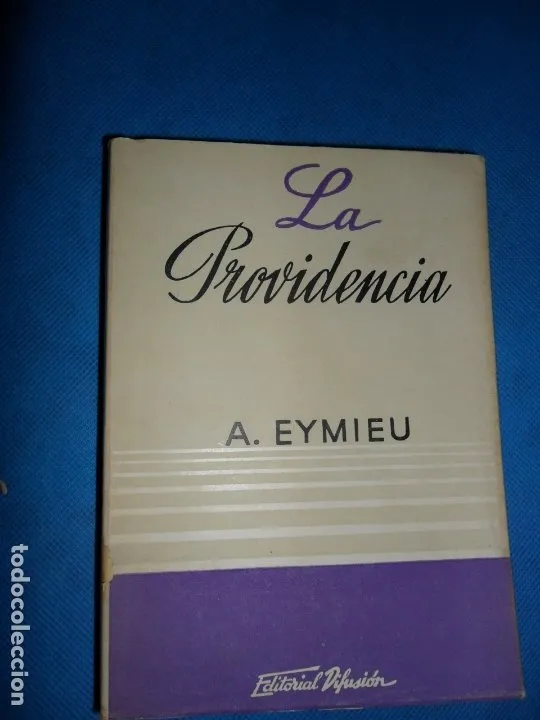 La
Providencia
A. EYMIEU
Editorial Difusión
todocoleccion